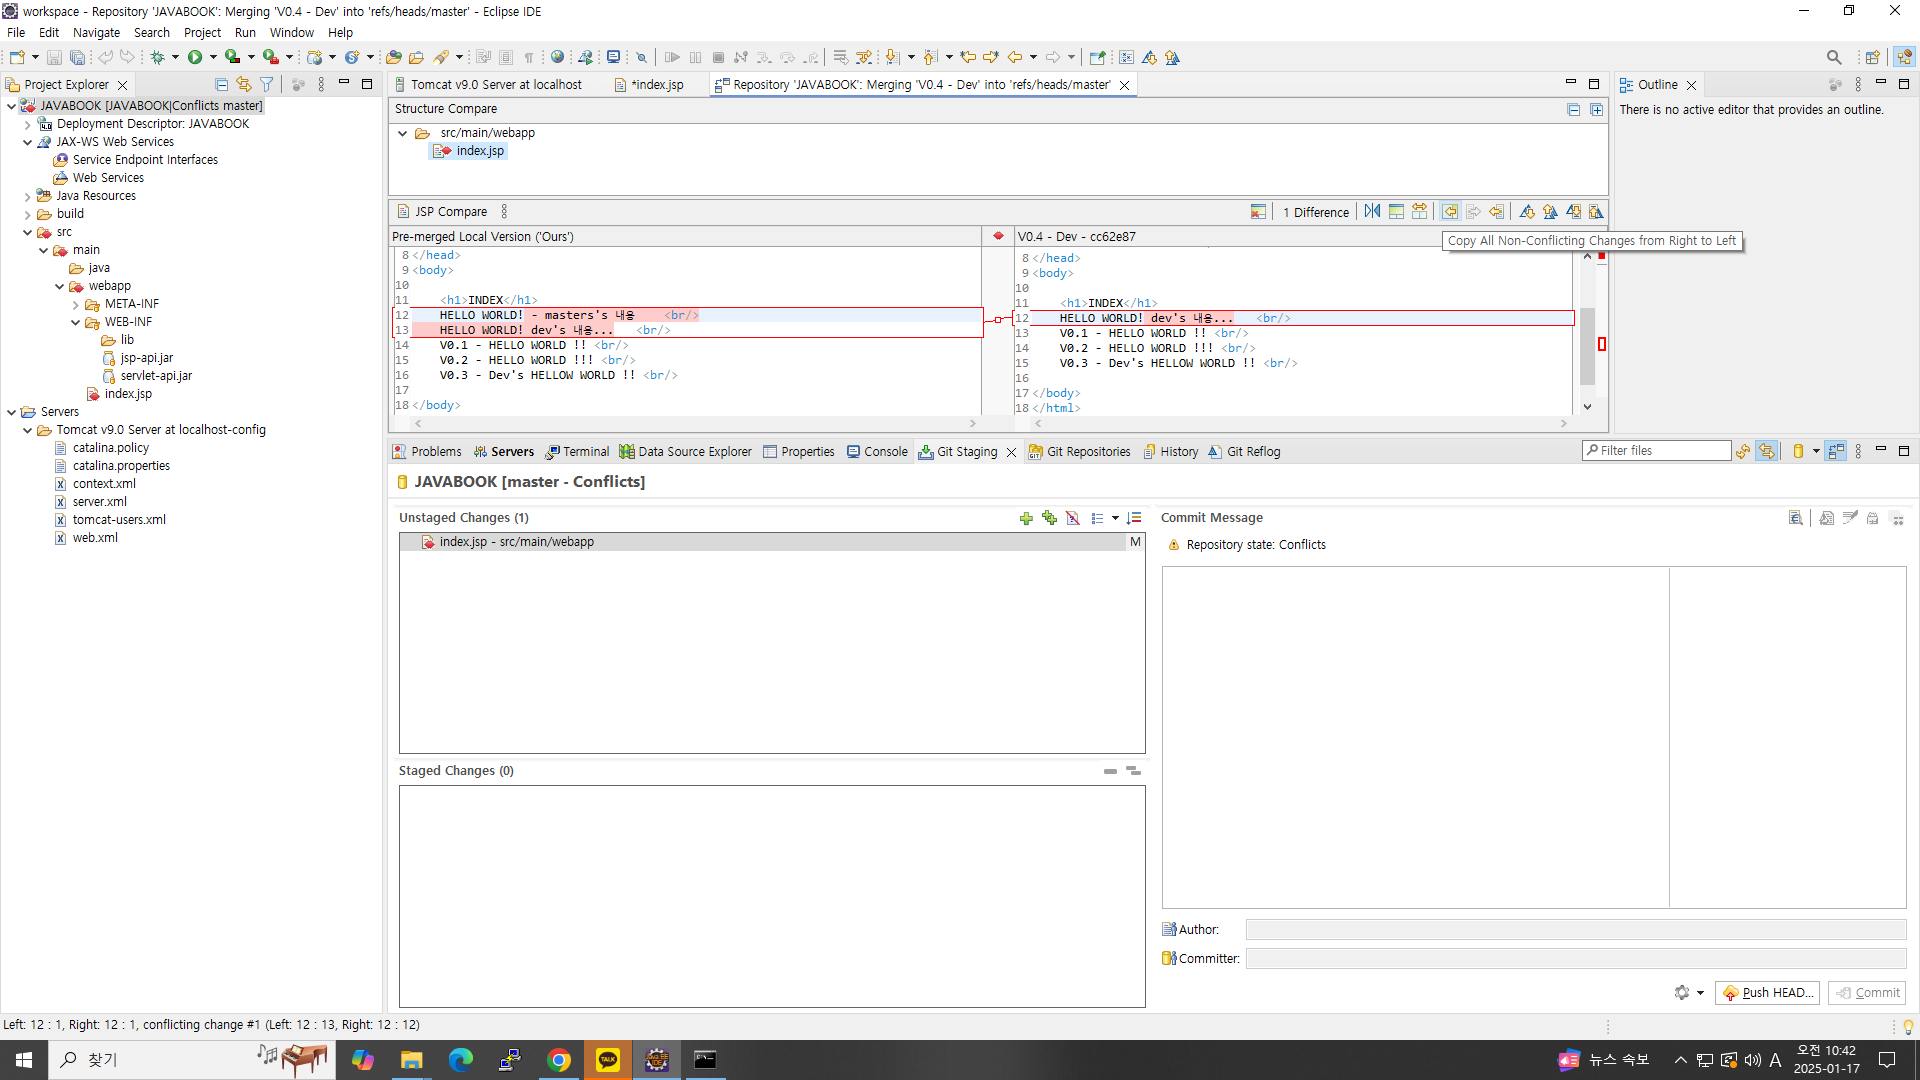 workspace - Repository 'JAVABOOK': Merging 'V0.4 - Dev' into 'refs/heads/master' - Eclipse IDE
File Edit Navigate Search Project Run Window Help
Project Explorer
JAVABOOK [JAVABOOK|Conflicts master]
Deployment Descriptor: JAVABOOK
JAX-WS Web Services
Service Endpoint Interfaces
Web Services
Java Resources
build
src
main
java
webapp
META-INF
WEB-INF
lib
jsp-api.jar
servlet-api.jar
index.jsp
Servers
Tomcat v9.0 Server at localhost-config
catalina.policy
catalina.properties
context.xml
server.xml
tomcat-users.xml
web.xml
Tomcat v9.0 Server at localhost
*index.jsp
Repository 'JAVABOOK': Merging 'V0.4 - Dev' into 'refs/heads/master'
Structure Compare
src/main/webapp
index.jsp
JSP Compare
1 Difference
Pre-merged Local Version ('Ours')
8 </head>
9 <body>
10
11 <h1>INDEX</h1>
12 HELLO WORLD! - masters's 내용 <br/>
13 HELLO WORLD! dev's 내용... <br/>
14 V0.1 - HELLO WORLD !! <br/>
15 V0.2 - HELLO WORLD !!! <br/>
16 V0.3 - Dev's HELLOW WORLD !! <br/>
17
18 </body>
V0.4 - Dev - cc62e87
Copy All Non-Conflicting Changes from Right to Left
8 </head>
9 <body>
10
11 <h1>INDEX</h1>
12 HELLO WORLD! dev's 내용... <br/>
13 V0.1 - HELLO WORLD !! <br/>
14 V0.2 - HELLO WORLD !!! <br/>
15 V0.3 - Dev's HELLOW WORLD !! <br/>
16
17 </body>
18 </html>
Outline
There is no active editor that provides an outline.
Problems Servers Terminal Data Source Explorer Properties Console Git Staging Git Repositories History Git Reflog
Filter files
JAVABOOK [master - Conflicts]
Unstaged Changes (1)
index.jsp - src/main/webapp M
Staged Changes (0)
Commit Message
Repository state: Conflicts
Author:
Committer:
Push HEAD... Commit
Left: 12 : 1, Right: 12 : 1, conflicting change #1 (Left: 12 : 13, Right: 12 : 12)
찾기
TALK
뉴스 속보
A
오전 10:42
2025-01-17